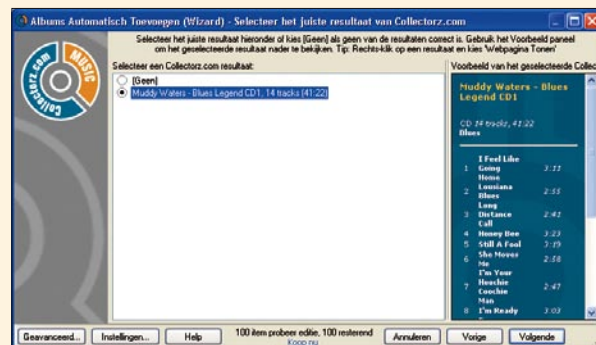 Albums Automatisch Toevoegen (Wizard) - Selecteer het juiste resultaat van Collectorz.com
Selecteer het juiste resultaat hieronder of kies [Geen] als geen van de resultaten correct is. Gebruik het Voorbeeld paneel
om het geselecteerde resultaat nader te bekijken. Tip: Rechts-klik op een resultaat en kies 'Webpagina Tonen'
Collectorz.com
MUSIC
Selecteer een Collectorz.com resultaat:
[Geen]
Muddy Waters - Blues Legend CD1, 14 tracks (41:22)
Voorbeeld van het geselecteerde Collec
Muddy Waters - Blues
Legend CD1
CD 14 tracks, 41:22
Blues
I Feel Like
1 Going 3:11
Home
2 Lousiana 2:55
Blues
Long
3 Distance 2:41
Call
4 Honey Bee 3:23
5 Still A Fool 3:19
6 She Moves 2:58
Me
I'm Your
7 Hoochie 2:47
Coochie
Man
8 I'm Ready 3:03
Geavanceerd...
Instellingen...
Help
100 item probeer editie, 100 resterend
Koop nu
Annuleren
Vorige
Volgende